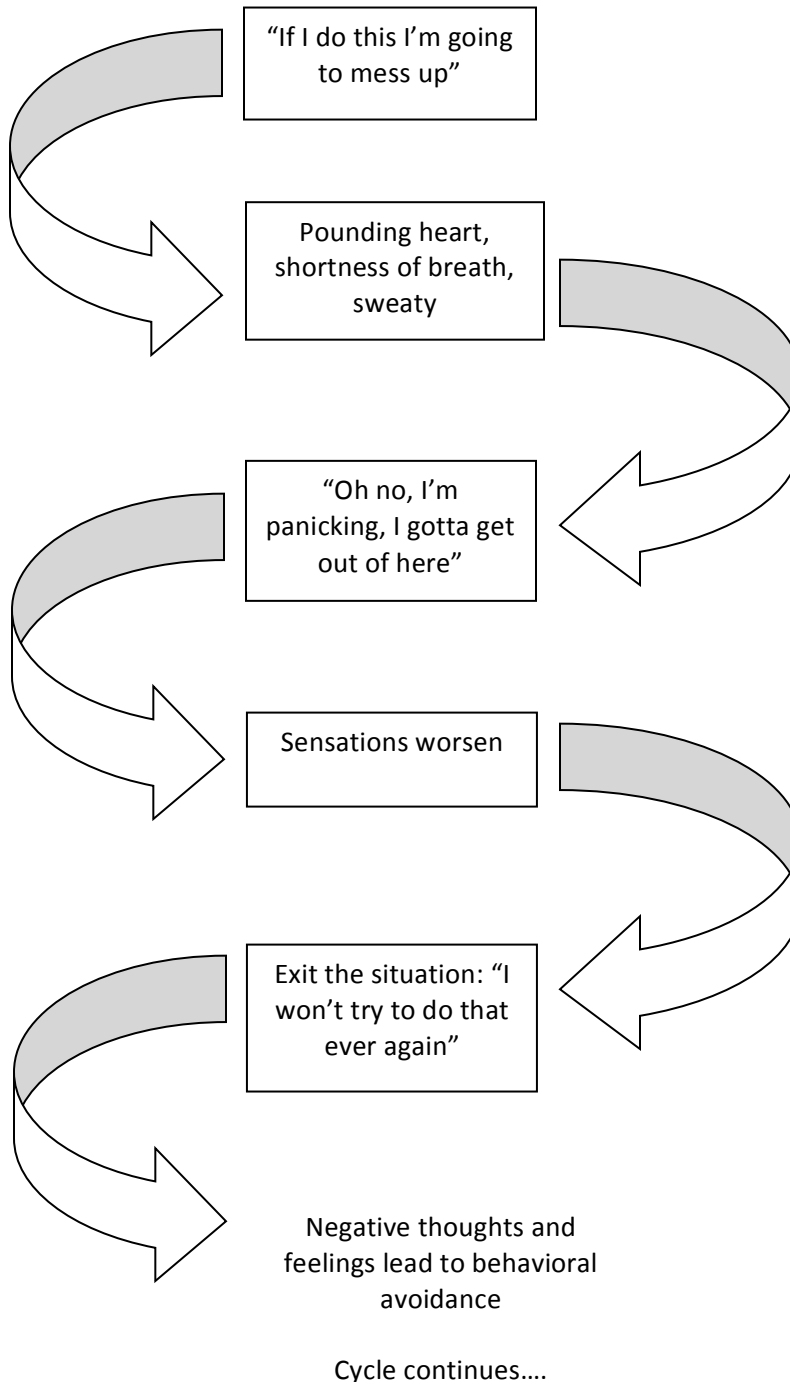 “If I do this I’m going
to mess up”
Pounding heart,
shortness of breath,
sweaty
“Oh no, I’m
panicking, I gotta get
out of here”
Sensations worsen
Exit the situation: “I
won’t try to do that
ever again”
Negative thoughts and
feelings lead to behavioral
avoidance
Cycle continues....